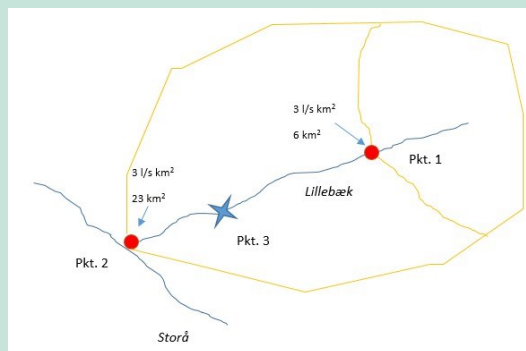 3 l/s km²
6 km²
Pkt. 1
3 l/s km²
23 km²
Lillebæk
Pkt. 3
Pkt. 2
Storå